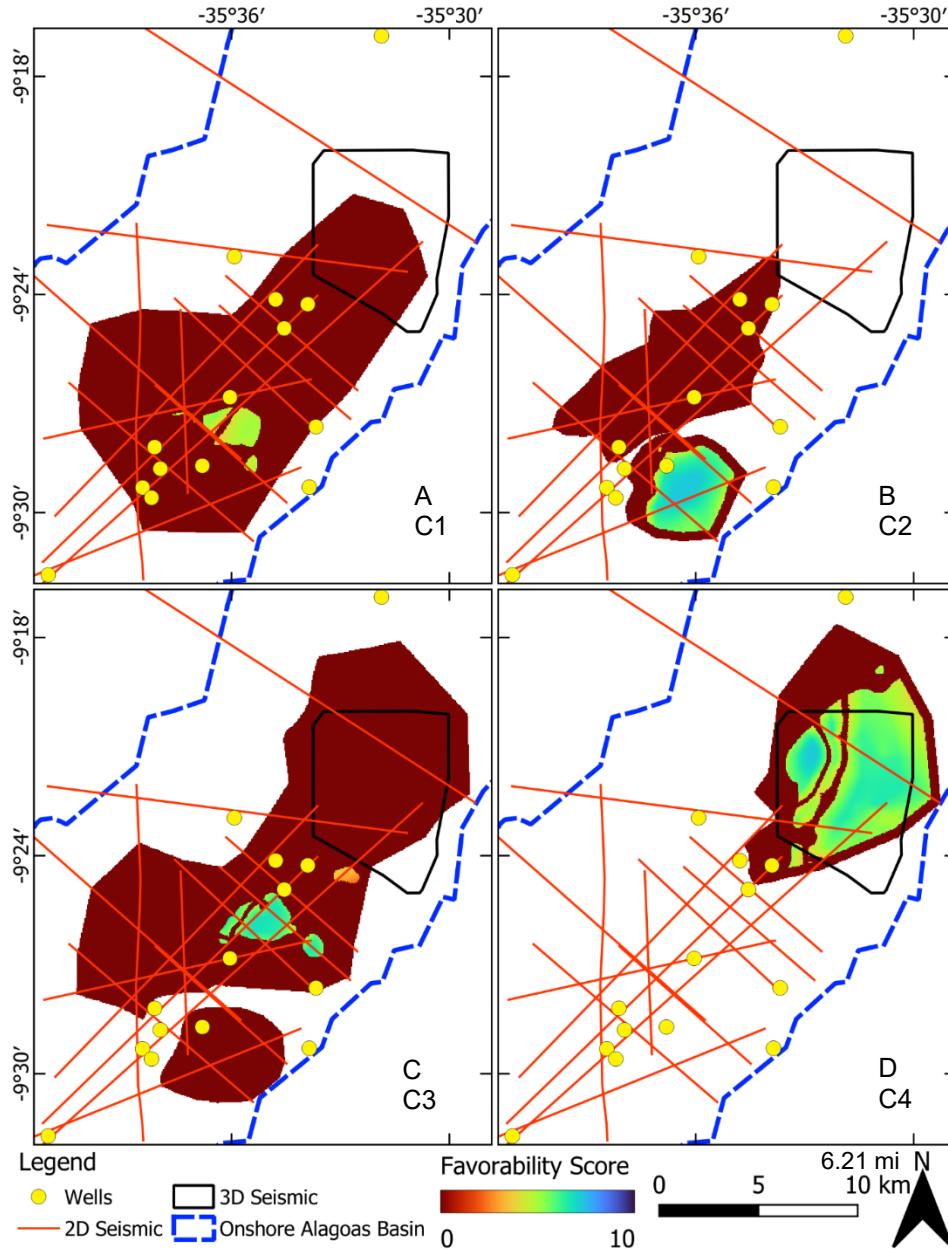 -35°36′ -35°30′ -35°36′ -35°30′
-9°18′
-9°24′
-9°30′
A
C1
B
C2
-9°18′
-9°24′
-9°30′
C
C3
D
C4
Legend
Wells
3D Seismic
2D Seismic
Onshore Alagoas Basin
Favorability Score
0 10
6.21 mi N
0 5 10 km